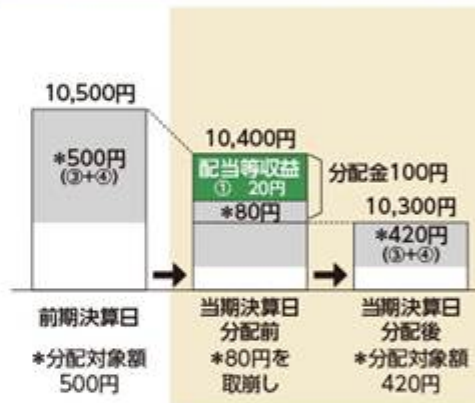 10,500円
*500円
(③+④)
10,400円
配当等収益
① 20円
*80円
分配金100円
10,300円
*420円
(③+④)
前期決算日
*分配対象額
500円
当期決算日
分配前
*80円を
取崩し
当期決算日
分配後
*分配対象額
420円